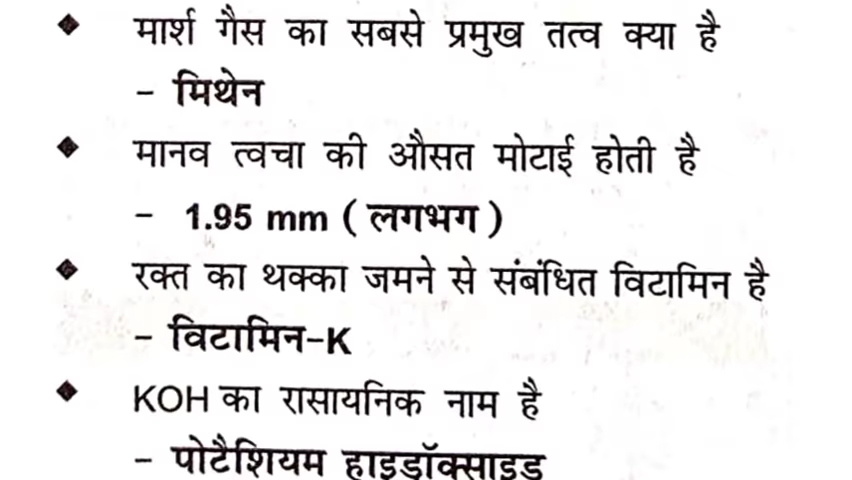 ❖ मार्श गैस का सबसे प्रमुख तत्व क्या है
– मिथेन
❖ मानव त्वचा की औसत मोटाई होती है
– 1.95 mm ( लगभग )
❖ रक्त का थक्का जमने से संबंधित विटामिन है
– विटामिन-K
❖ KOH का रासायनिक नाम है
– पोटैशियम हाइडॉक्साइड